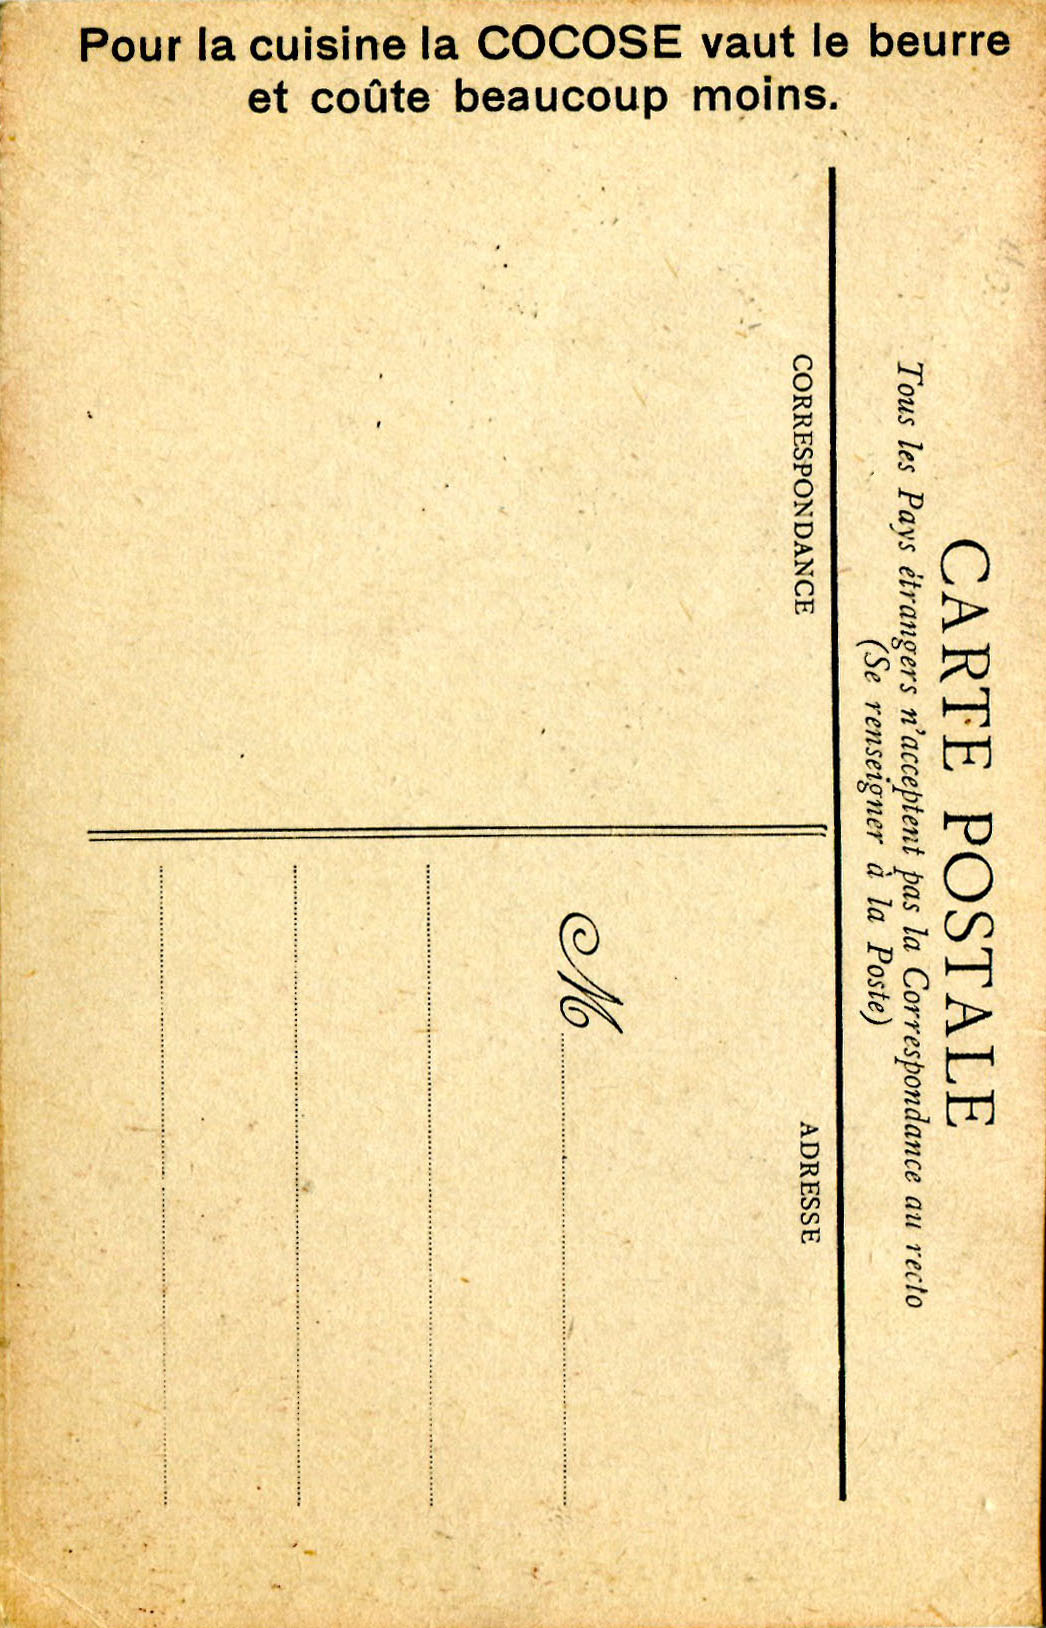 Pour la cuisine la COCOSE vaut le beurre
et coûte beaucoup moins.
CARTE POSTALE
Tous les Pays étrangers n'acceptent pas la Correspondance au recto
(Se renseigner à la Poste)
CORRESPONDANCE
ADRESSE
M